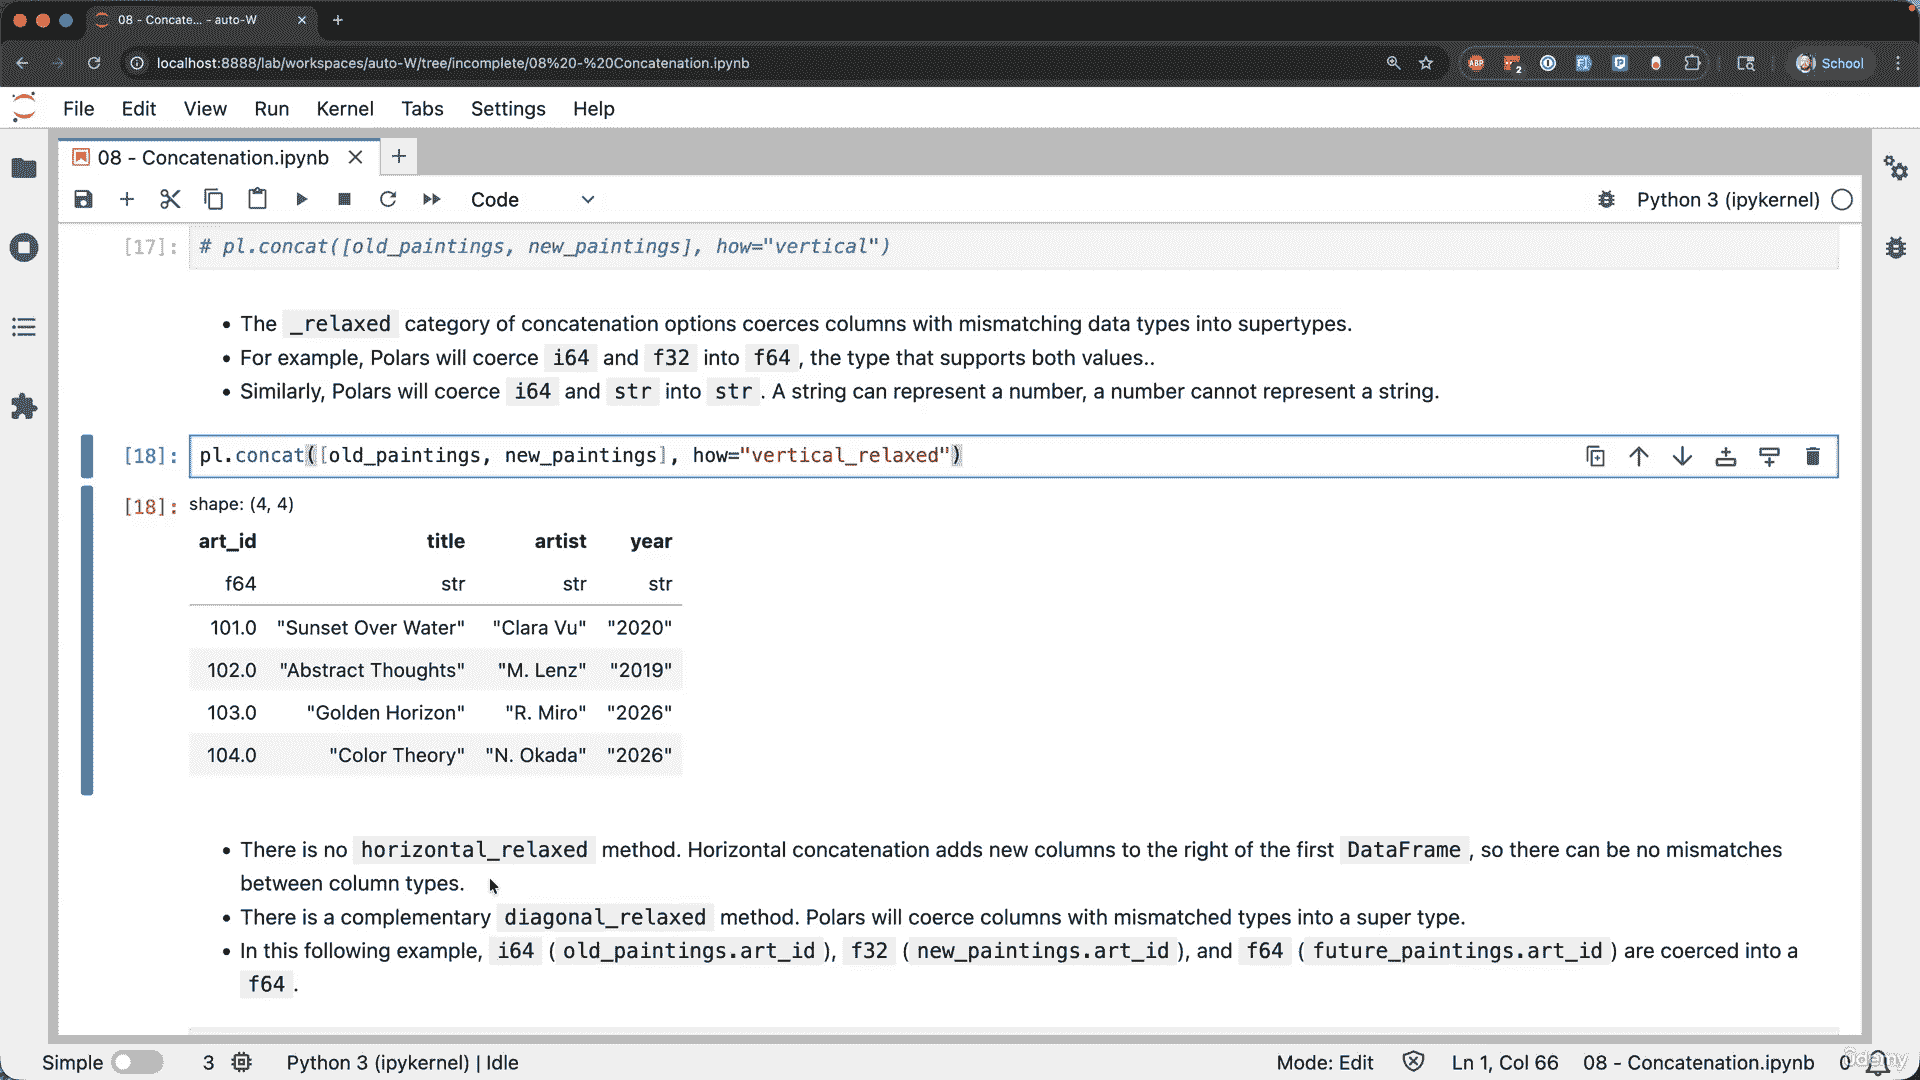 08 - Concate... - auto-W
localhost:8888/lab/workspaces/auto-W/tree/incomplete/08%20-%20Concatenation.ipynb
ABP
2
School
File Edit View Run Kernel Tabs Settings Help
08 - Concatenation.ipynb
Code
Python 3 (ipykernel)
[17]: # pl.concat([old_paintings, new_paintings], how="vertical")
• The _relaxed category of concatenation options coerces columns with mismatching data types into supertypes.
• For example, Polars will coerce i64 and f32 into f64, the type that supports both values..
• Similarly, Polars will coerce i64 and str into str. A string can represent a number, a number cannot represent a string.
[18]: pl.concat([old_paintings, new_paintings], how="vertical_relaxed")
[18]: shape: (4, 4)
art_id title artist year
f64 str str str
101.0 "Sunset Over Water" "Clara Vu" "2020"
102.0 "Abstract Thoughts" "M. Lenz" "2019"
103.0 "Golden Horizon" "R. Miro" "2026"
104.0 "Color Theory" "N. Okada" "2026"
• There is no horizontal_relaxed method. Horizontal concatenation adds new columns to the right of the first DataFrame, so there can be no mismatches
between column types.
• There is a complementary diagonal_relaxed method. Polars will coerce columns with mismatched types into a super type.
• In this following example, i64 (old_paintings.art_id), f32 (new_paintings.art_id), and f64 (future_paintings.art_id) are coerced into a
f64.
Simple 3 Python 3 (ipykernel) | Idle Mode: Edit Ln 1, Col 66 08 - Concatenation.ipynb 0
udemy